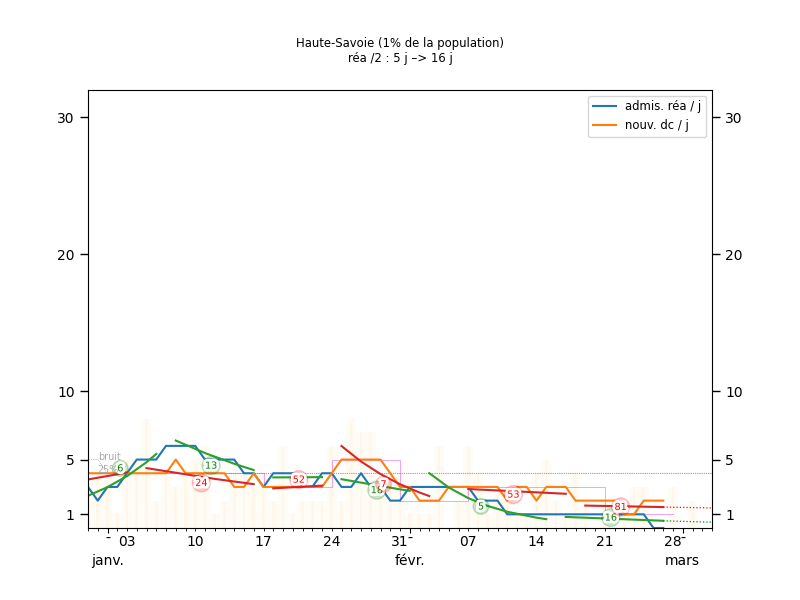 Haute-Savoie (1% de la population)
réa /2 : 5 j –> 16 j
admis. réa / j
nouv. dc / j
30
30
20
20
10
10
5
5
1
1
bruit
6
13
24
52
7
5
53
81
16
- 03 10 17 24 31- 07 14 21 28-
janv. févr. mars